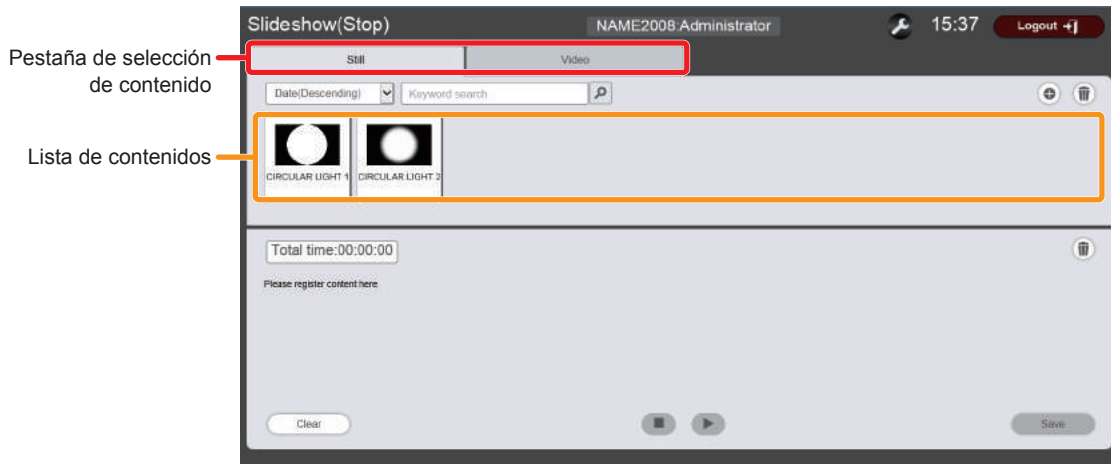 Slideshow(Stop)
NAME2008:Administrator
15:37
Logout
Pestaña de selección
de contenido
Still
Video
Date(Descending)
Keyword search
Lista de contenidos
CIRCULAR LIGHT 1
CIRCULAR LIGHT 2
Total time:00:00:00
Please register content here
Clear
Save